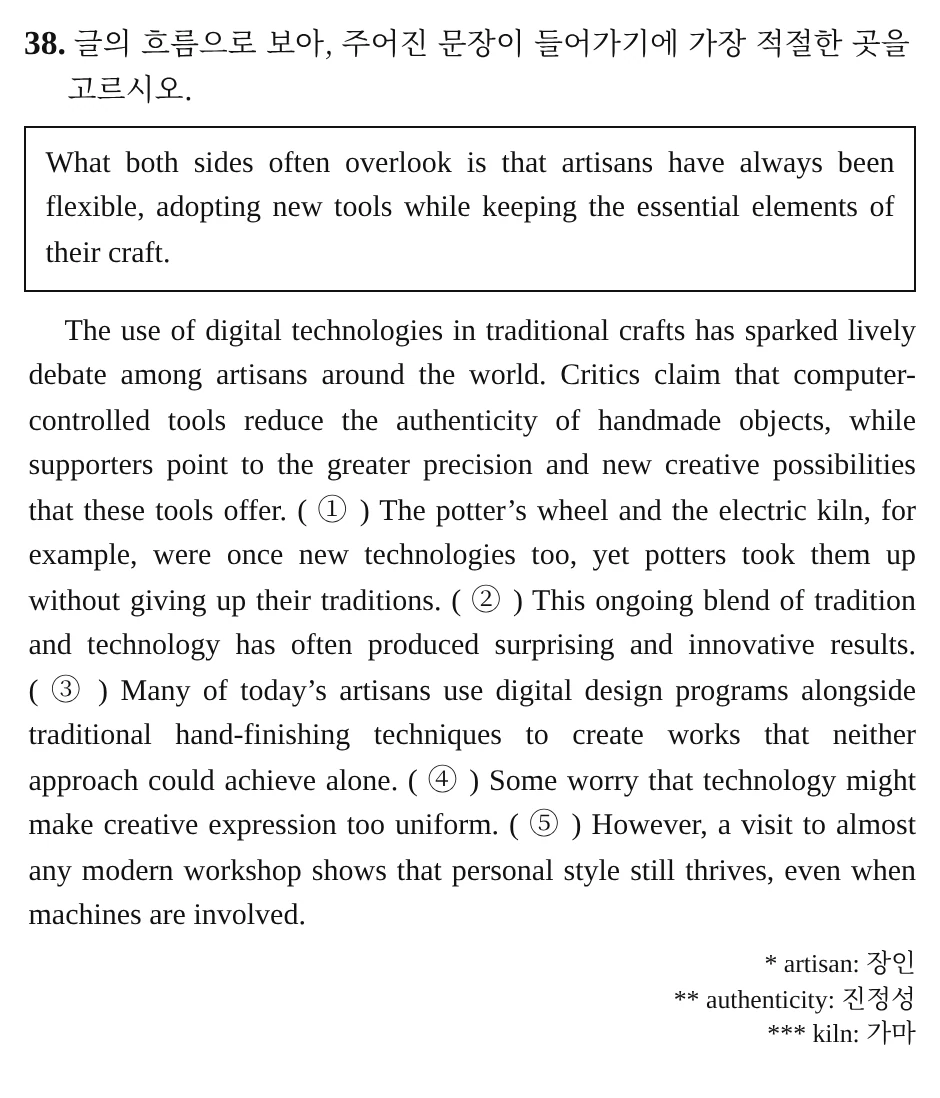 38. 글의 흐름으로 보아, 주어진 문장이 들어가기에 가장 적절한 곳을
고르시오.
What both sides often overlook is that artisans have always been
flexible, adopting new tools while keeping the essential elements of
their craft.
The use of digital technologies in traditional crafts has sparked lively
debate among artisans around the world. Critics claim that computer-
controlled tools reduce the authenticity of handmade objects, while
supporters point to the greater precision and new creative possibilities
that these tools offer. ( ① ) The potter’s wheel and the electric kiln, for
example, were once new technologies too, yet potters took them up
without giving up their traditions. ( ② ) This ongoing blend of tradition
and technology has often produced surprising and innovative results.
( ③ ) Many of today’s artisans use digital design programs alongside
traditional hand-finishing techniques to create works that neither
approach could achieve alone. ( ④ ) Some worry that technology might
make creative expression too uniform. ( ⑤ ) However, a visit to almost
any modern workshop shows that personal style still thrives, even when
machines are involved.
* artisan: 장인
** authenticity: 진정성
*** kiln: 가마